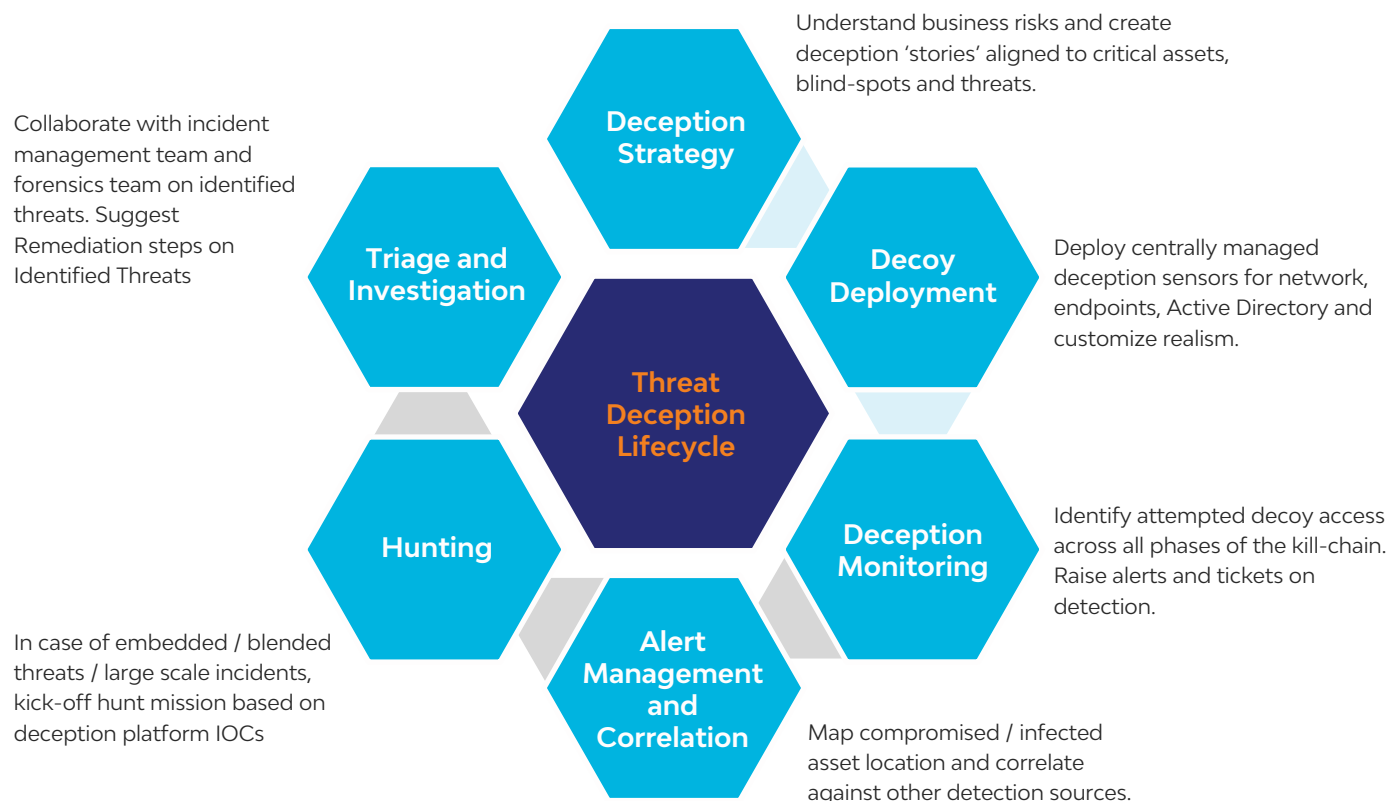 Understand business risks and create
deception ‘stories’ aligned to critical assets,
blind-spots and threats.
Deception
Strategy
Collaborate with incident
management team and
forensics team on identified
threats. Suggest
Remediation steps on
Identified Threats
Triage and
Investigation
Decoy
Deployment
Deploy centrally managed
deception sensors for network,
endpoints, Active Directory and
customize realism.
Threat
Deception
Lifecycle
Hunting
Deception
Monitoring
Identify attempted decoy access
across all phases of the kill-chain.
Raise alerts and tickets on
detection.
In case of embedded / blended
threats / large scale incidents,
kick-off hunt mission based on
deception platform IOCs
Alert
Management
and
Correlation
Map compromised / infected
asset location and correlate
against other detection sources.